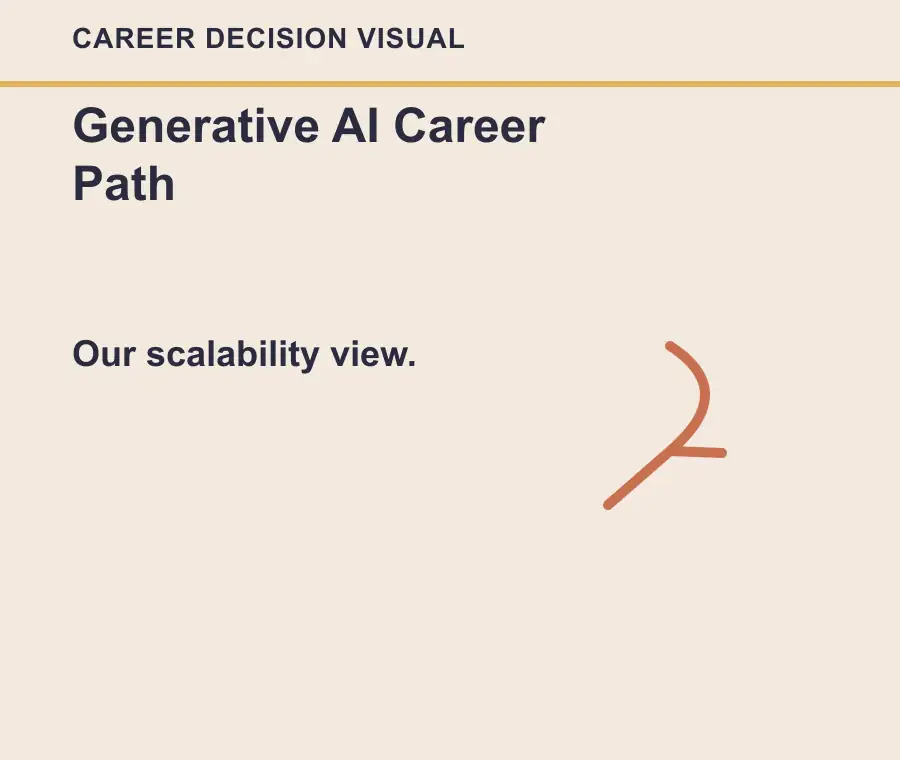 CAREER DECISION VISUAL
Generative AI Career
Path
Our scalability view.